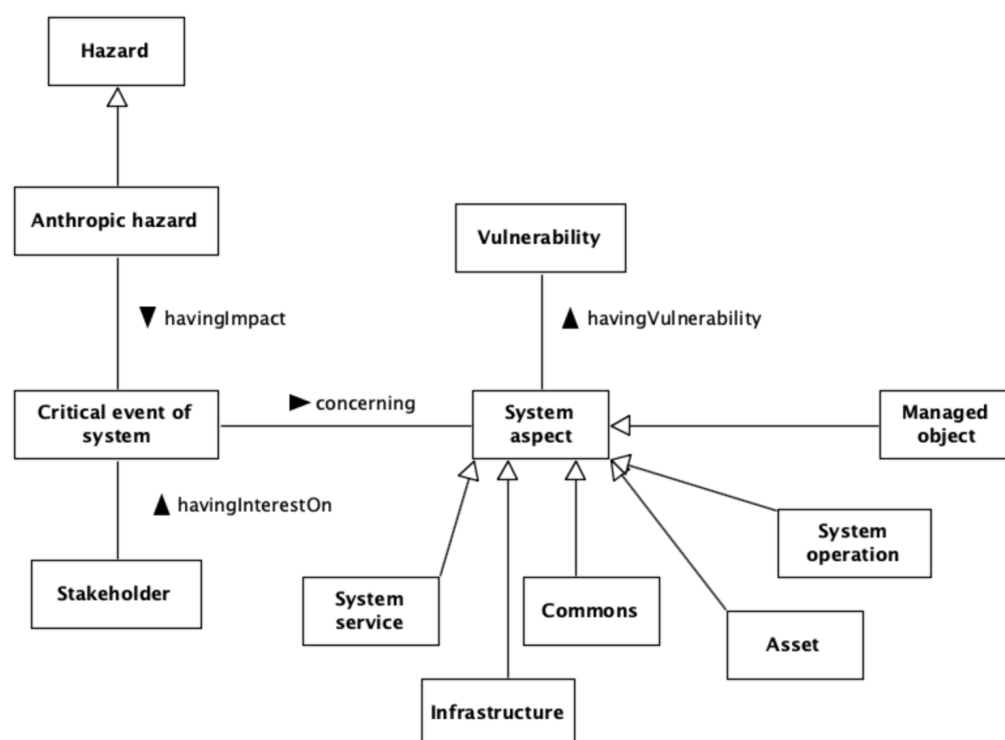 Hazard
Anthropic hazard
Vulnerability
havingImpact
havingVulnerability
Critical event of
system
concerning
System
aspect
Managed
object
havingInterestOn
System
operation
Stakeholder
System
service
Commons
Asset
Infrastructure